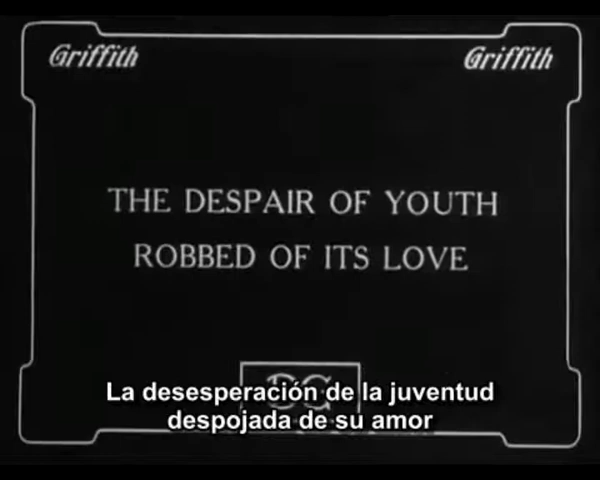 Griffith Griffith
THE DESPAIR OF YOUTH
ROBBED OF ITS LOVE
DG
La desesperación de la juventud
despojada de su amor